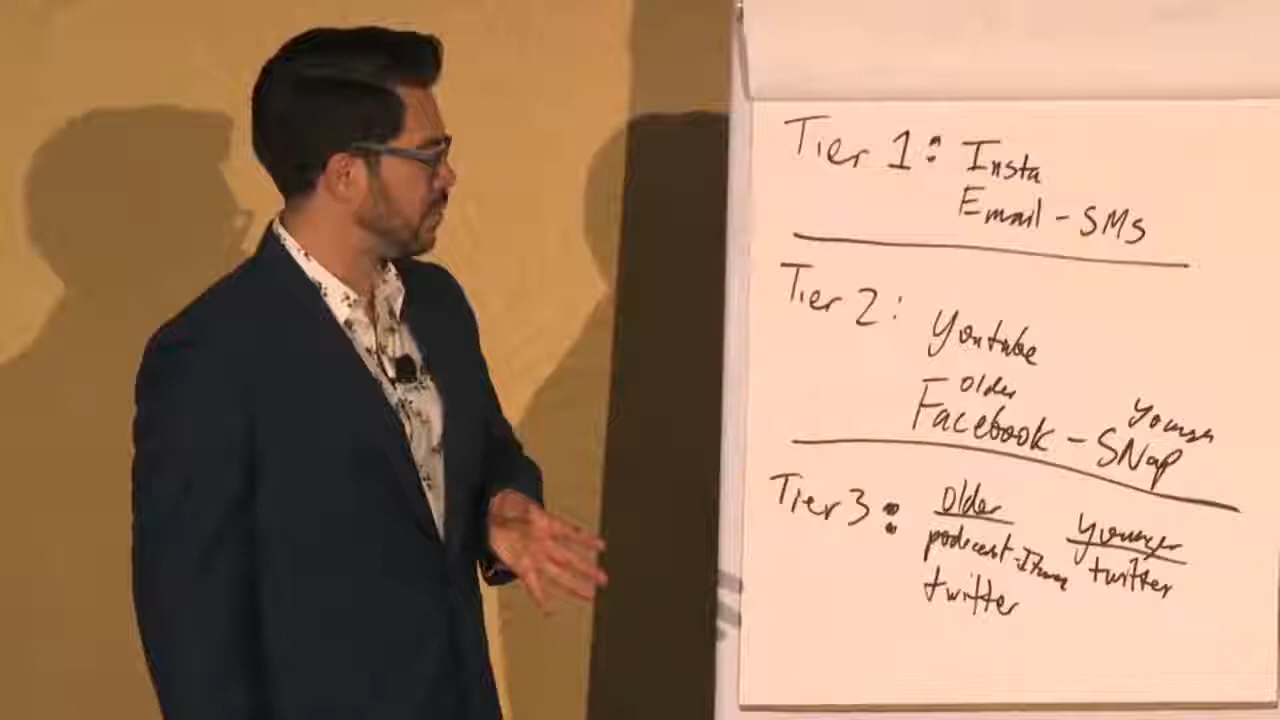 Tier 1: Insta
Email - SMS
Tier 2: Youtube
Older younger
Facebook - SNap
Tier 3: older younger
podcast - Itunes twitter
twitter